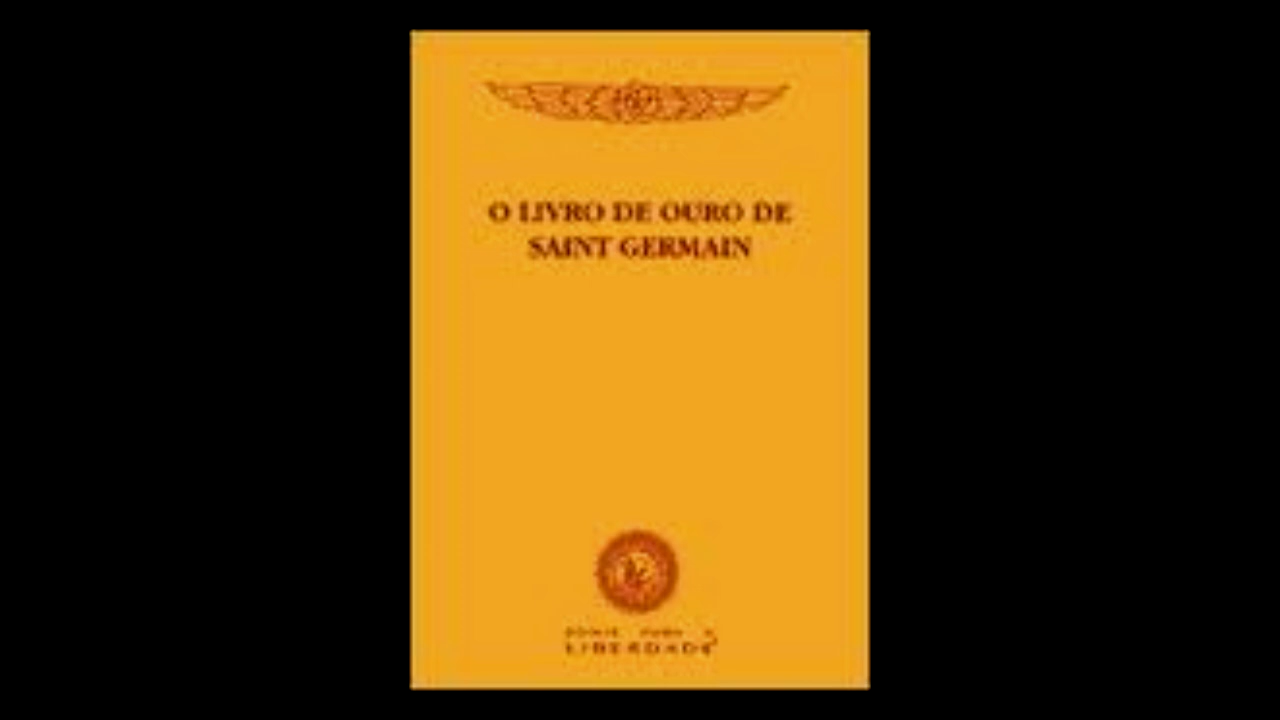 O LIVRO DE OURO DE
SAINT GERMAIN
PONTE PARA A
LIBERDADE